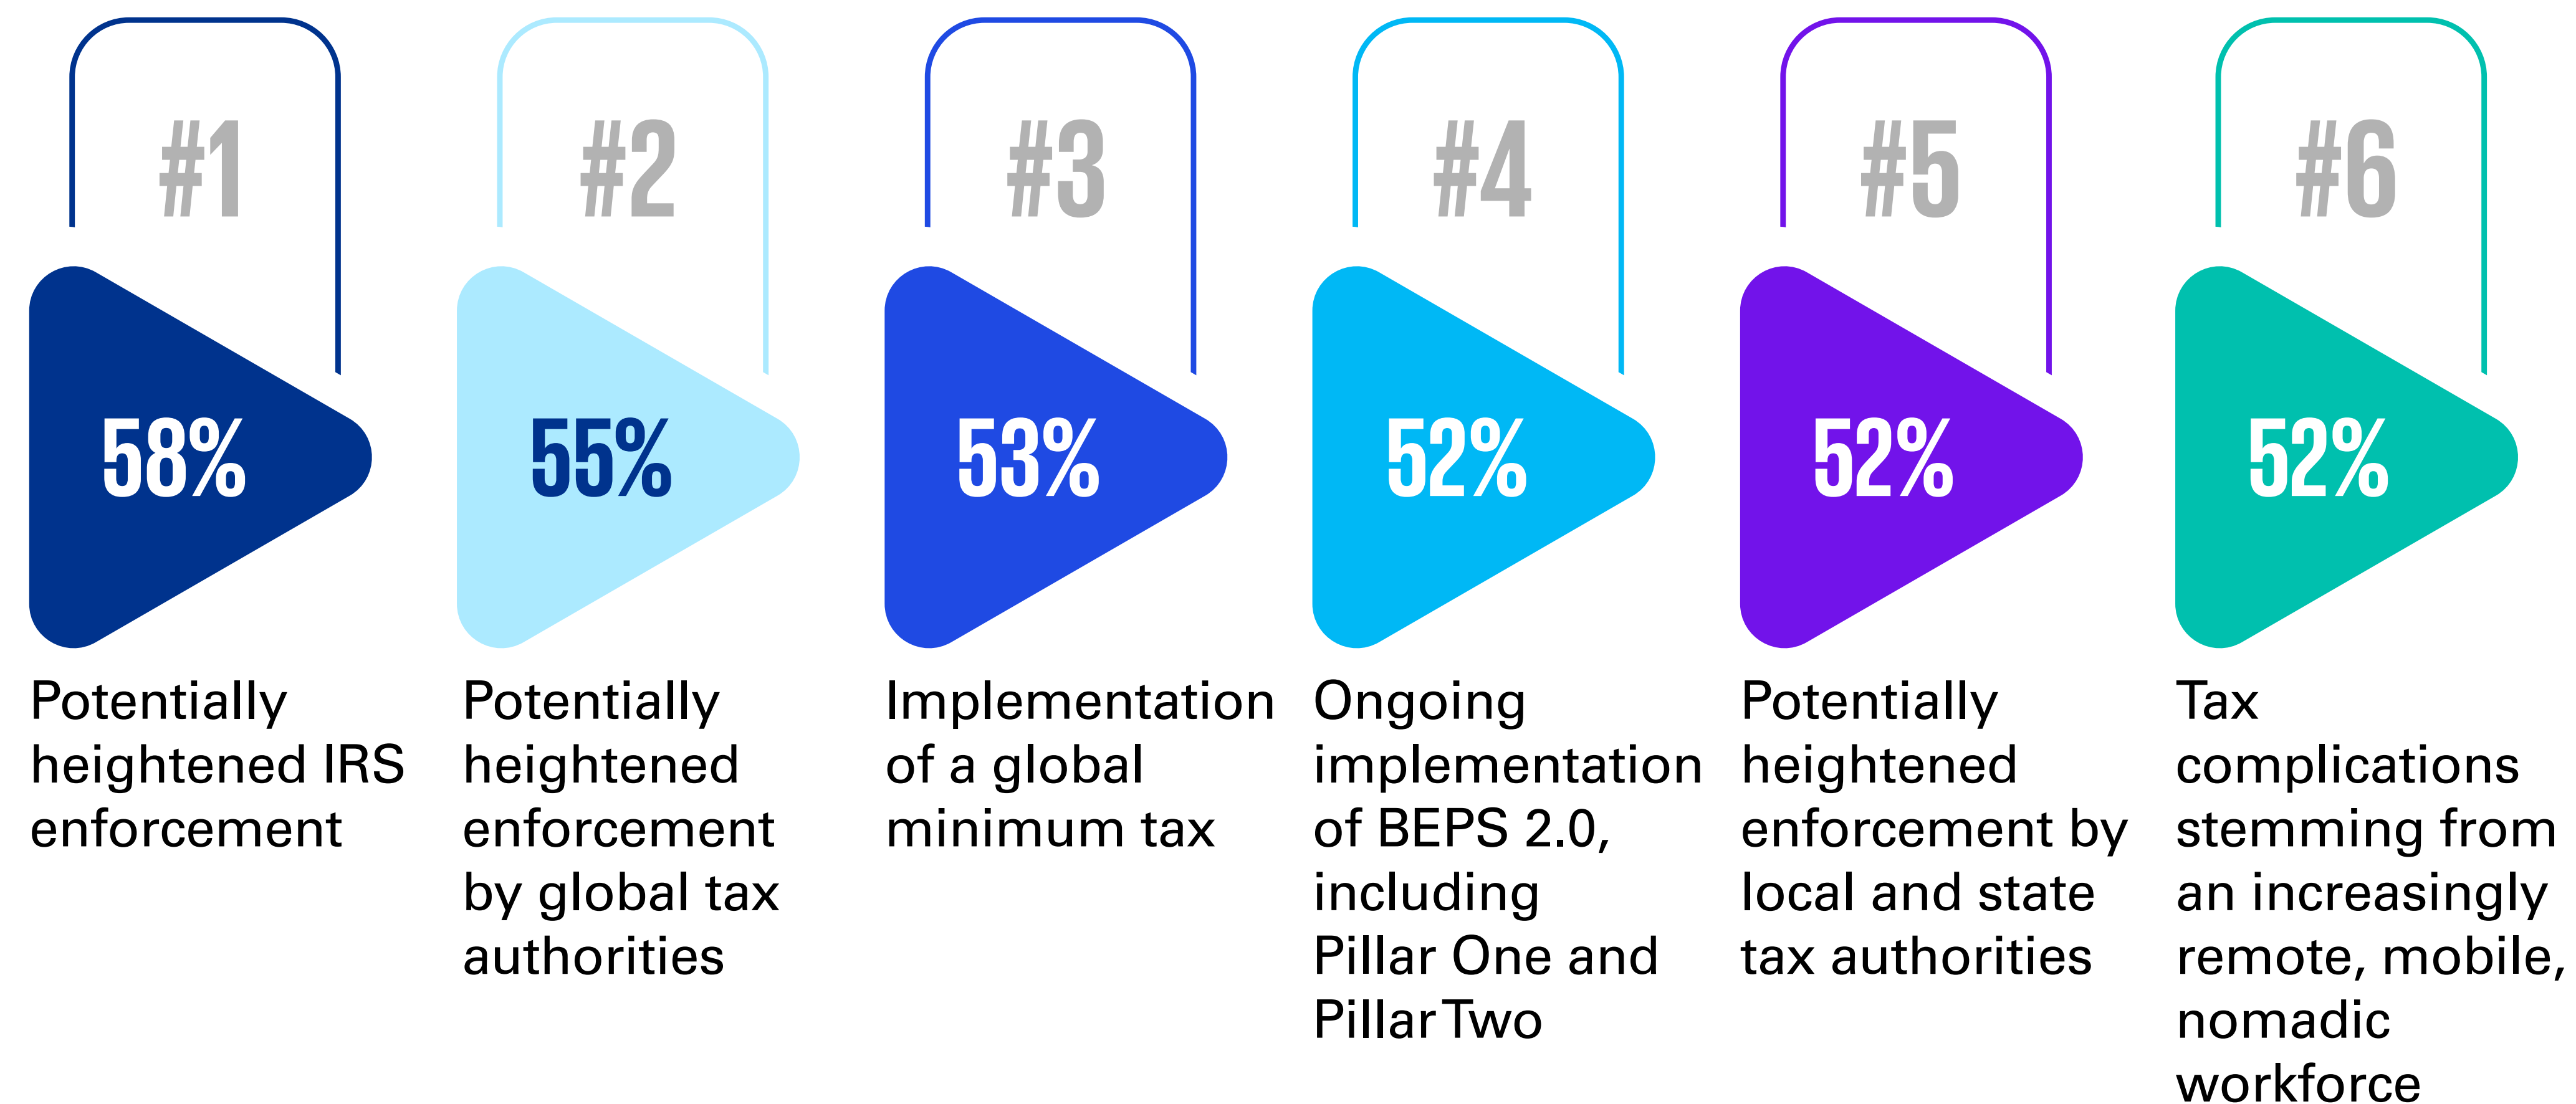 #1
58%
Potentially
heightened IRS
enforcement
#2
55%
Potentially
heightened
enforcement
by global tax
authorities
#3
53%
Implementation
of a global
minimum tax
#4
52%
Ongoing
implementation
of BEPS 2.0,
including
Pillar One and
Pillar Two
#5
52%
Potentially
heightened
enforcement by
local and state
tax authorities
#6
52%
Tax
complications
stemming from
an increasingly
remote, mobile,
nomadic
workforce